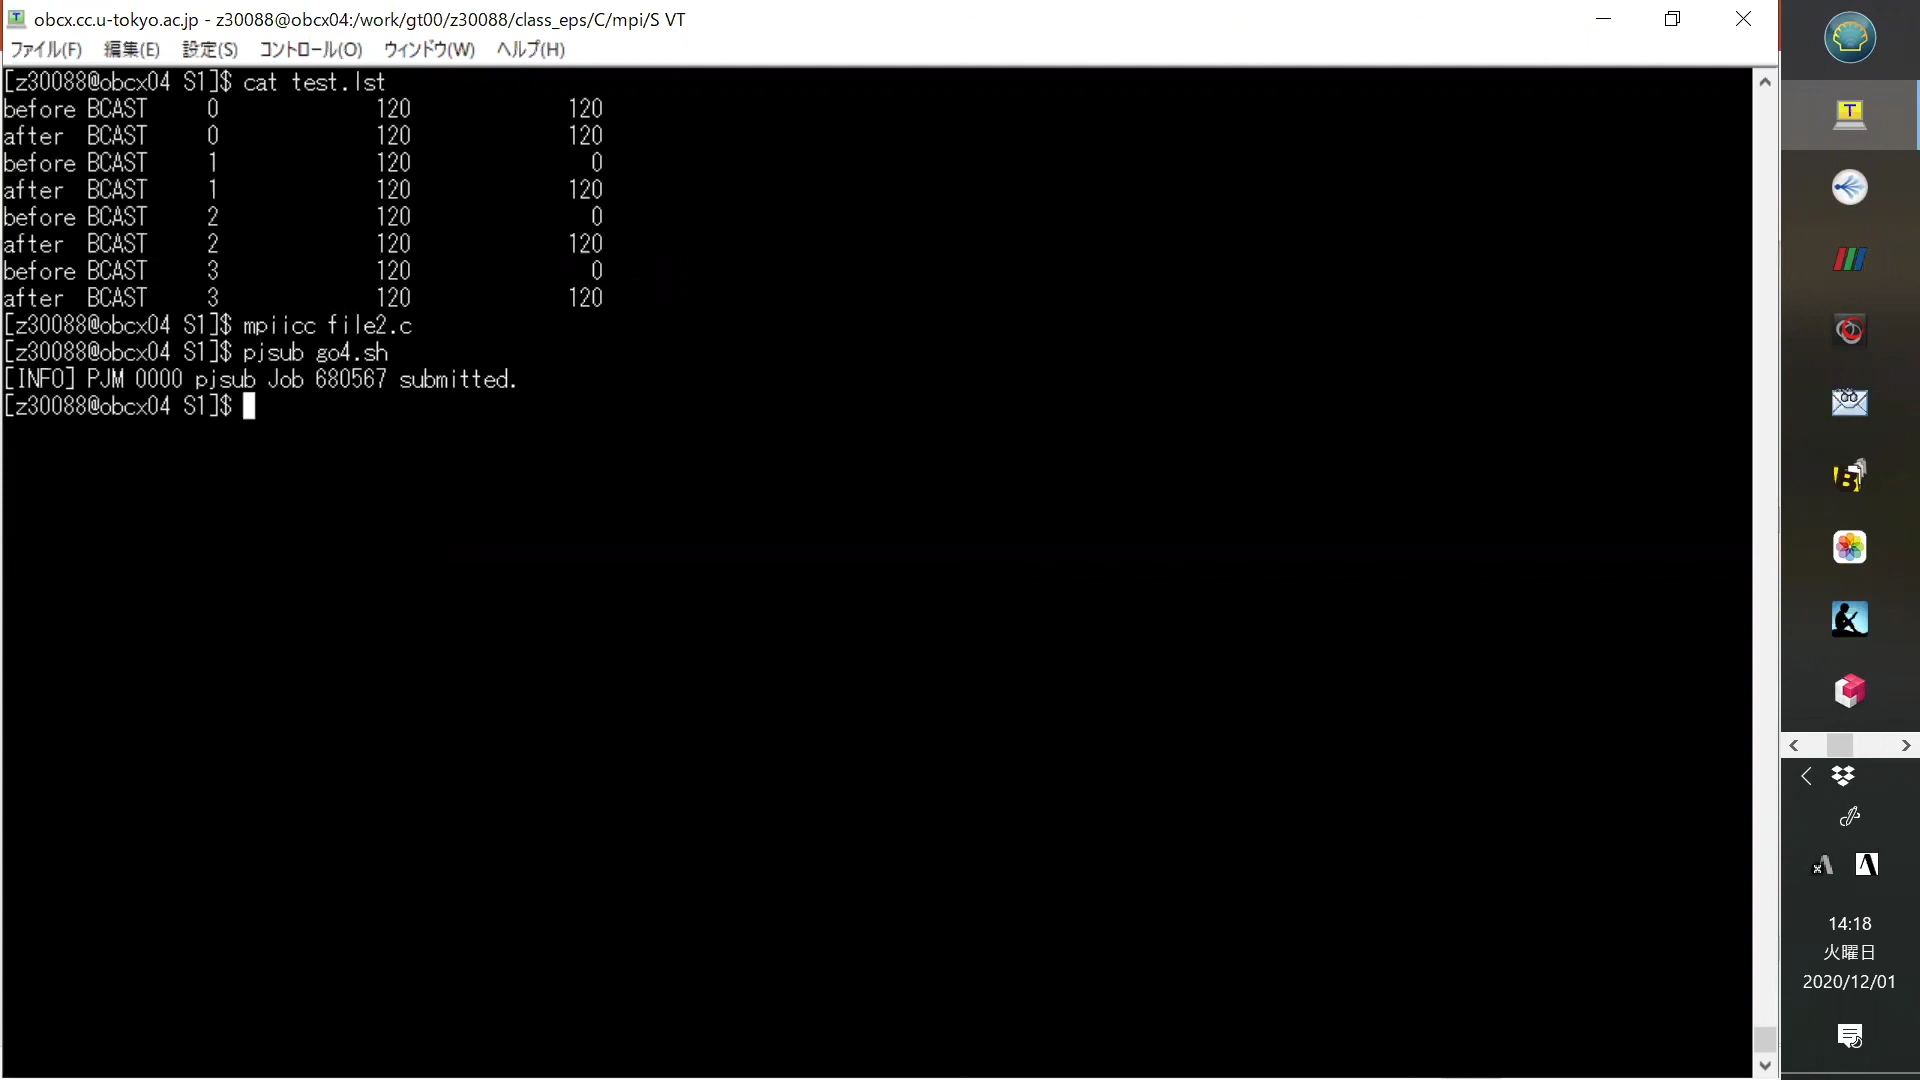 obcx.cc.u-tokyo.ac.jp - z30088@obcx04:/work/gt00/z30088/class_eps/C/mpi/S VT
ファイル(F) 編集(E) 設定(S) コントロール(O) ウィンドウ(W) ヘルプ(H)
[z30088@obcx04 S1]$ cat test.lst
before BCAST 0 120 120
after BCAST 0 120 120
before BCAST 1 120 0
after BCAST 1 120 120
before BCAST 2 120 0
after BCAST 2 120 120
before BCAST 3 120 0
after BCAST 3 120 120
[z30088@obcx04 S1]$ mpiicc file2.c
[z30088@obcx04 S1]$ pjsub go4.sh
[INFO] PJM 0000 pjsub Job 680567 submitted.
[z30088@obcx04 S1]$
14:18
火曜日
2020/12/01